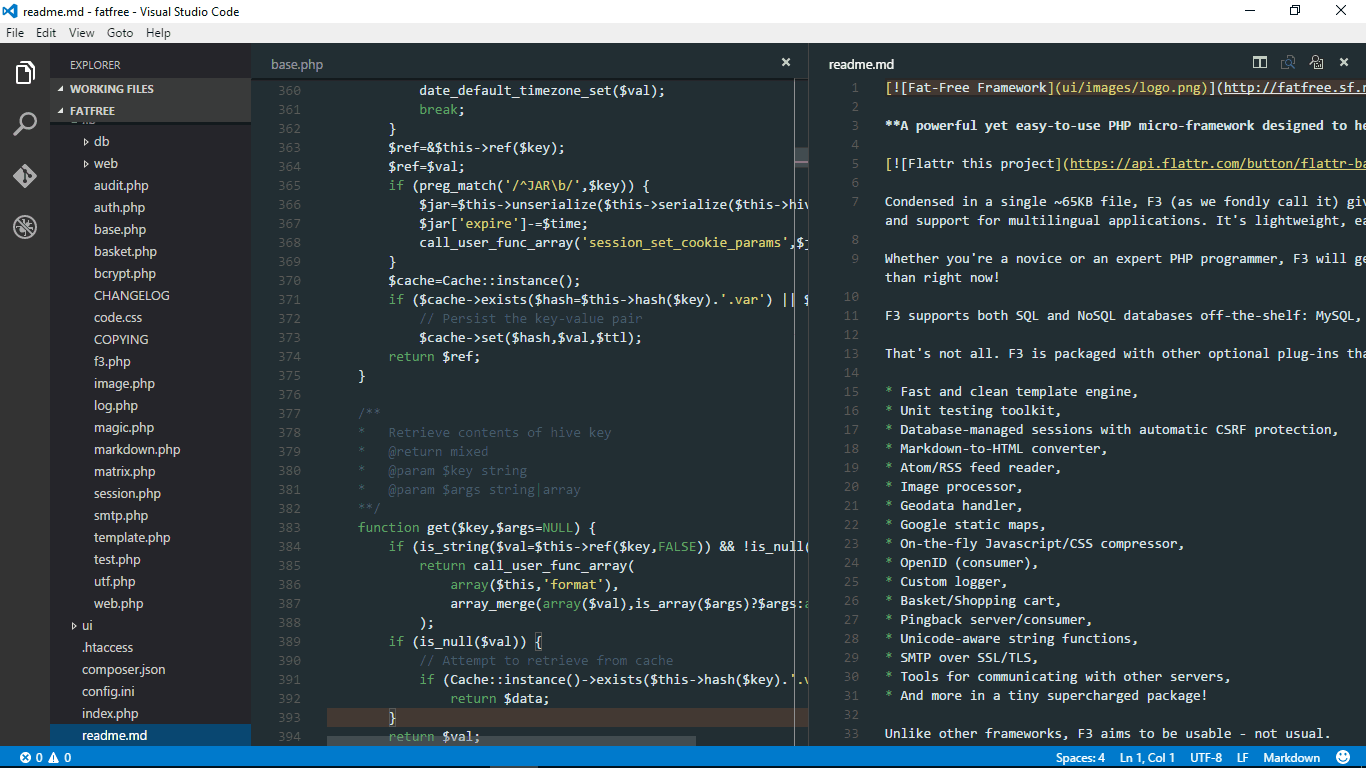 readme.md - fatfree - Visual Studio Code
File Edit View Goto Help
EXPLORER
WORKING FILES
FATFREE
db
web
audit.php
auth.php
base.php
basket.php
bcrypt.php
CHANGELOG
code.css
COPYING
f3.php
image.php
log.php
magic.php
markdown.php
matrix.php
session.php
smtp.php
template.php
test.php
utf.php
web.php
ui
.htaccess
composer.json
config.ini
index.php
readme.md
base.php
360 date_default_timezone_set($val);
361 break;
362 }
363 $ref=&$this->ref($key);
364 $ref=$val;
365 if (preg_match('/^JAR\b/',$key)) {
366 $jar=$this->unserialize($this->serialize($this->hiv
367 $jar['expire']-=$time;
368 call_user_func_array('session_set_cookie_params',$j
369 }
370 $cache=Cache::instance();
371 if ($cache->exists($hash=$this->hash($key).'.var') || $
372 // Persist the key-value pair
373 $cache->set($hash,$val,$ttl);
374 return $ref;
375 }
376
377 /**
378 * Retrieve contents of hive key
379 * @return mixed
380 * @param $key string
381 * @param $args string|array
382 **/
383 function get($key,$args=NULL) {
384 if (is_string($val=$this->ref($key,FALSE)) && !is_null(
385 return call_user_func_array(
386 array($this,'format'),
387 array_merge(array($val),is_array($args)?$args:a
388 );
389 if (is_null($val)) {
390 // Attempt to retrieve from cache
391 if (Cache::instance()->exists($this->hash($key).'.v
392 return $data;
393 }
394 return $val;
readme.md
1 [![Fat-Free Framework](ui/images/logo.png)](http://fatfree.sf.n
2
3 **A powerful yet easy-to-use PHP micro-framework designed to he
4
5 [![Flattr this project](https://api.flattr.com/button/flattr-ba
6
7 Condensed in a single ~65KB file, F3 (as we fondly call it) giv
and support for multilingual applications. It's lightweight, ea
8
9 Whether you're a novice or an expert PHP programmer, F3 will ge
than right now!
10
11 F3 supports both SQL and NoSQL databases off-the-shelf: MySQL,
12
13 That's not all. F3 is packaged with other optional plug-ins tha
14
15 * Fast and clean template engine,
16 * Unit testing toolkit,
17 * Database-managed sessions with automatic CSRF protection,
18 * Markdown-to-HTML converter,
19 * Atom/RSS feed reader,
20 * Image processor,
21 * Geodata handler,
22 * Google static maps,
23 * On-the-fly Javascript/CSS compressor,
24 * OpenID (consumer),
25 * Custom logger,
26 * Basket/Shopping cart,
27 * Pingback server/consumer,
28 * Unicode-aware string functions,
29 * SMTP over SSL/TLS,
30 * Tools for communicating with other servers,
31 * And more in a tiny supercharged package!
32
33 Unlike other frameworks, F3 aims to be usable - not usual.
0 0 Spaces: 4 Ln 1, Col 1 UTF-8 LF Markdown